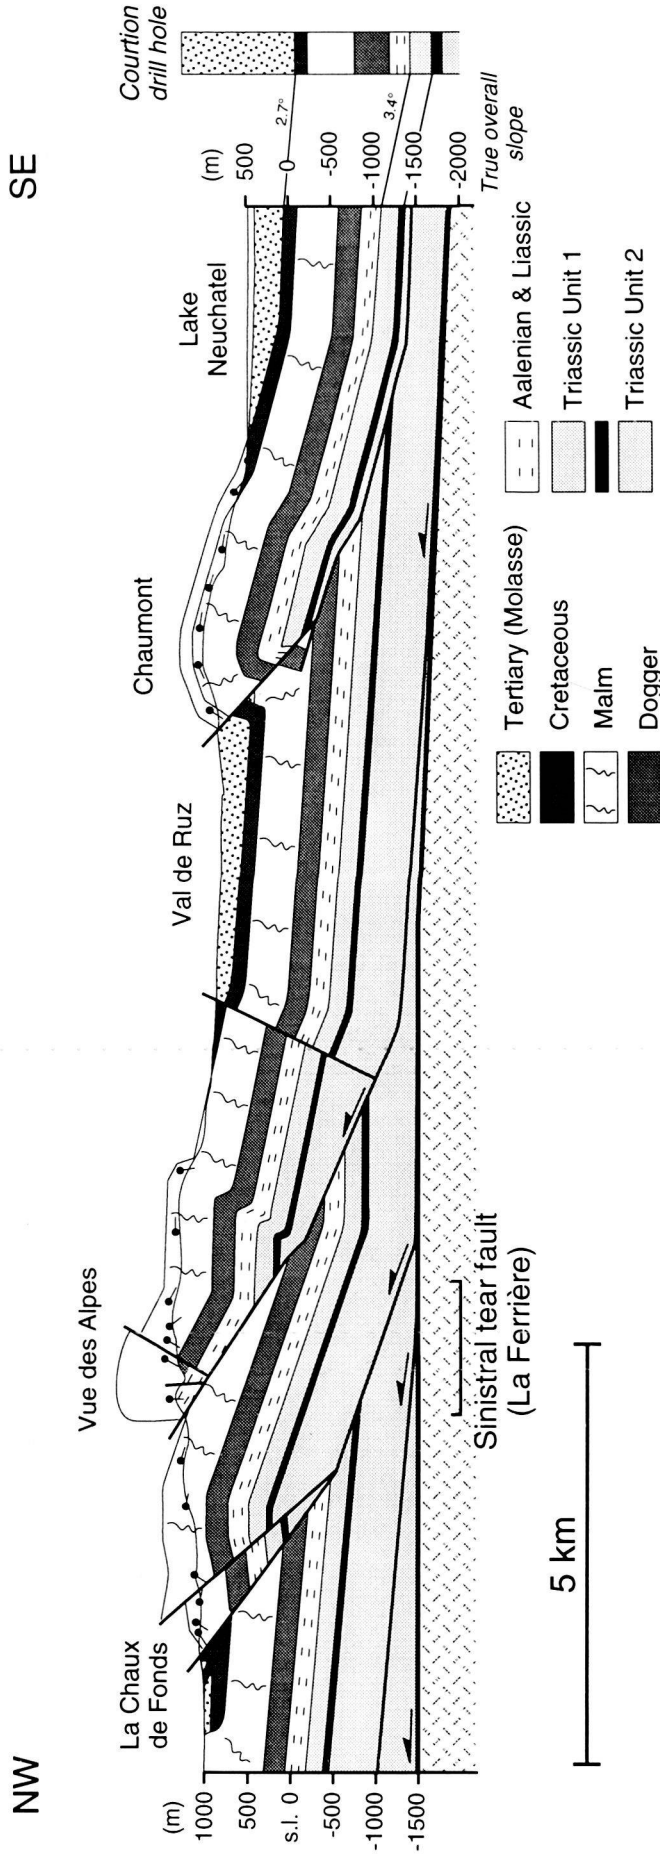 NW
SE
La Chaux
de Fonds
Vue des Alpes
Val de Ruz
Chaumont
Lake
Neuchatel
Courtion
drill hole
(m)
1000
500
s.l. 0
-500
-1000
-1500
(m)
500
0
-500
-1000
-1500
-2000
2.7°
3.4°
True overall
slope
Sinistral tear fault
(La Ferrière)
5 km
Tertiary (Molasse)
Cretaceous
Malm
Dogger
Aalenian & Liassic
Triassic Unit 1
Triassic Unit 2